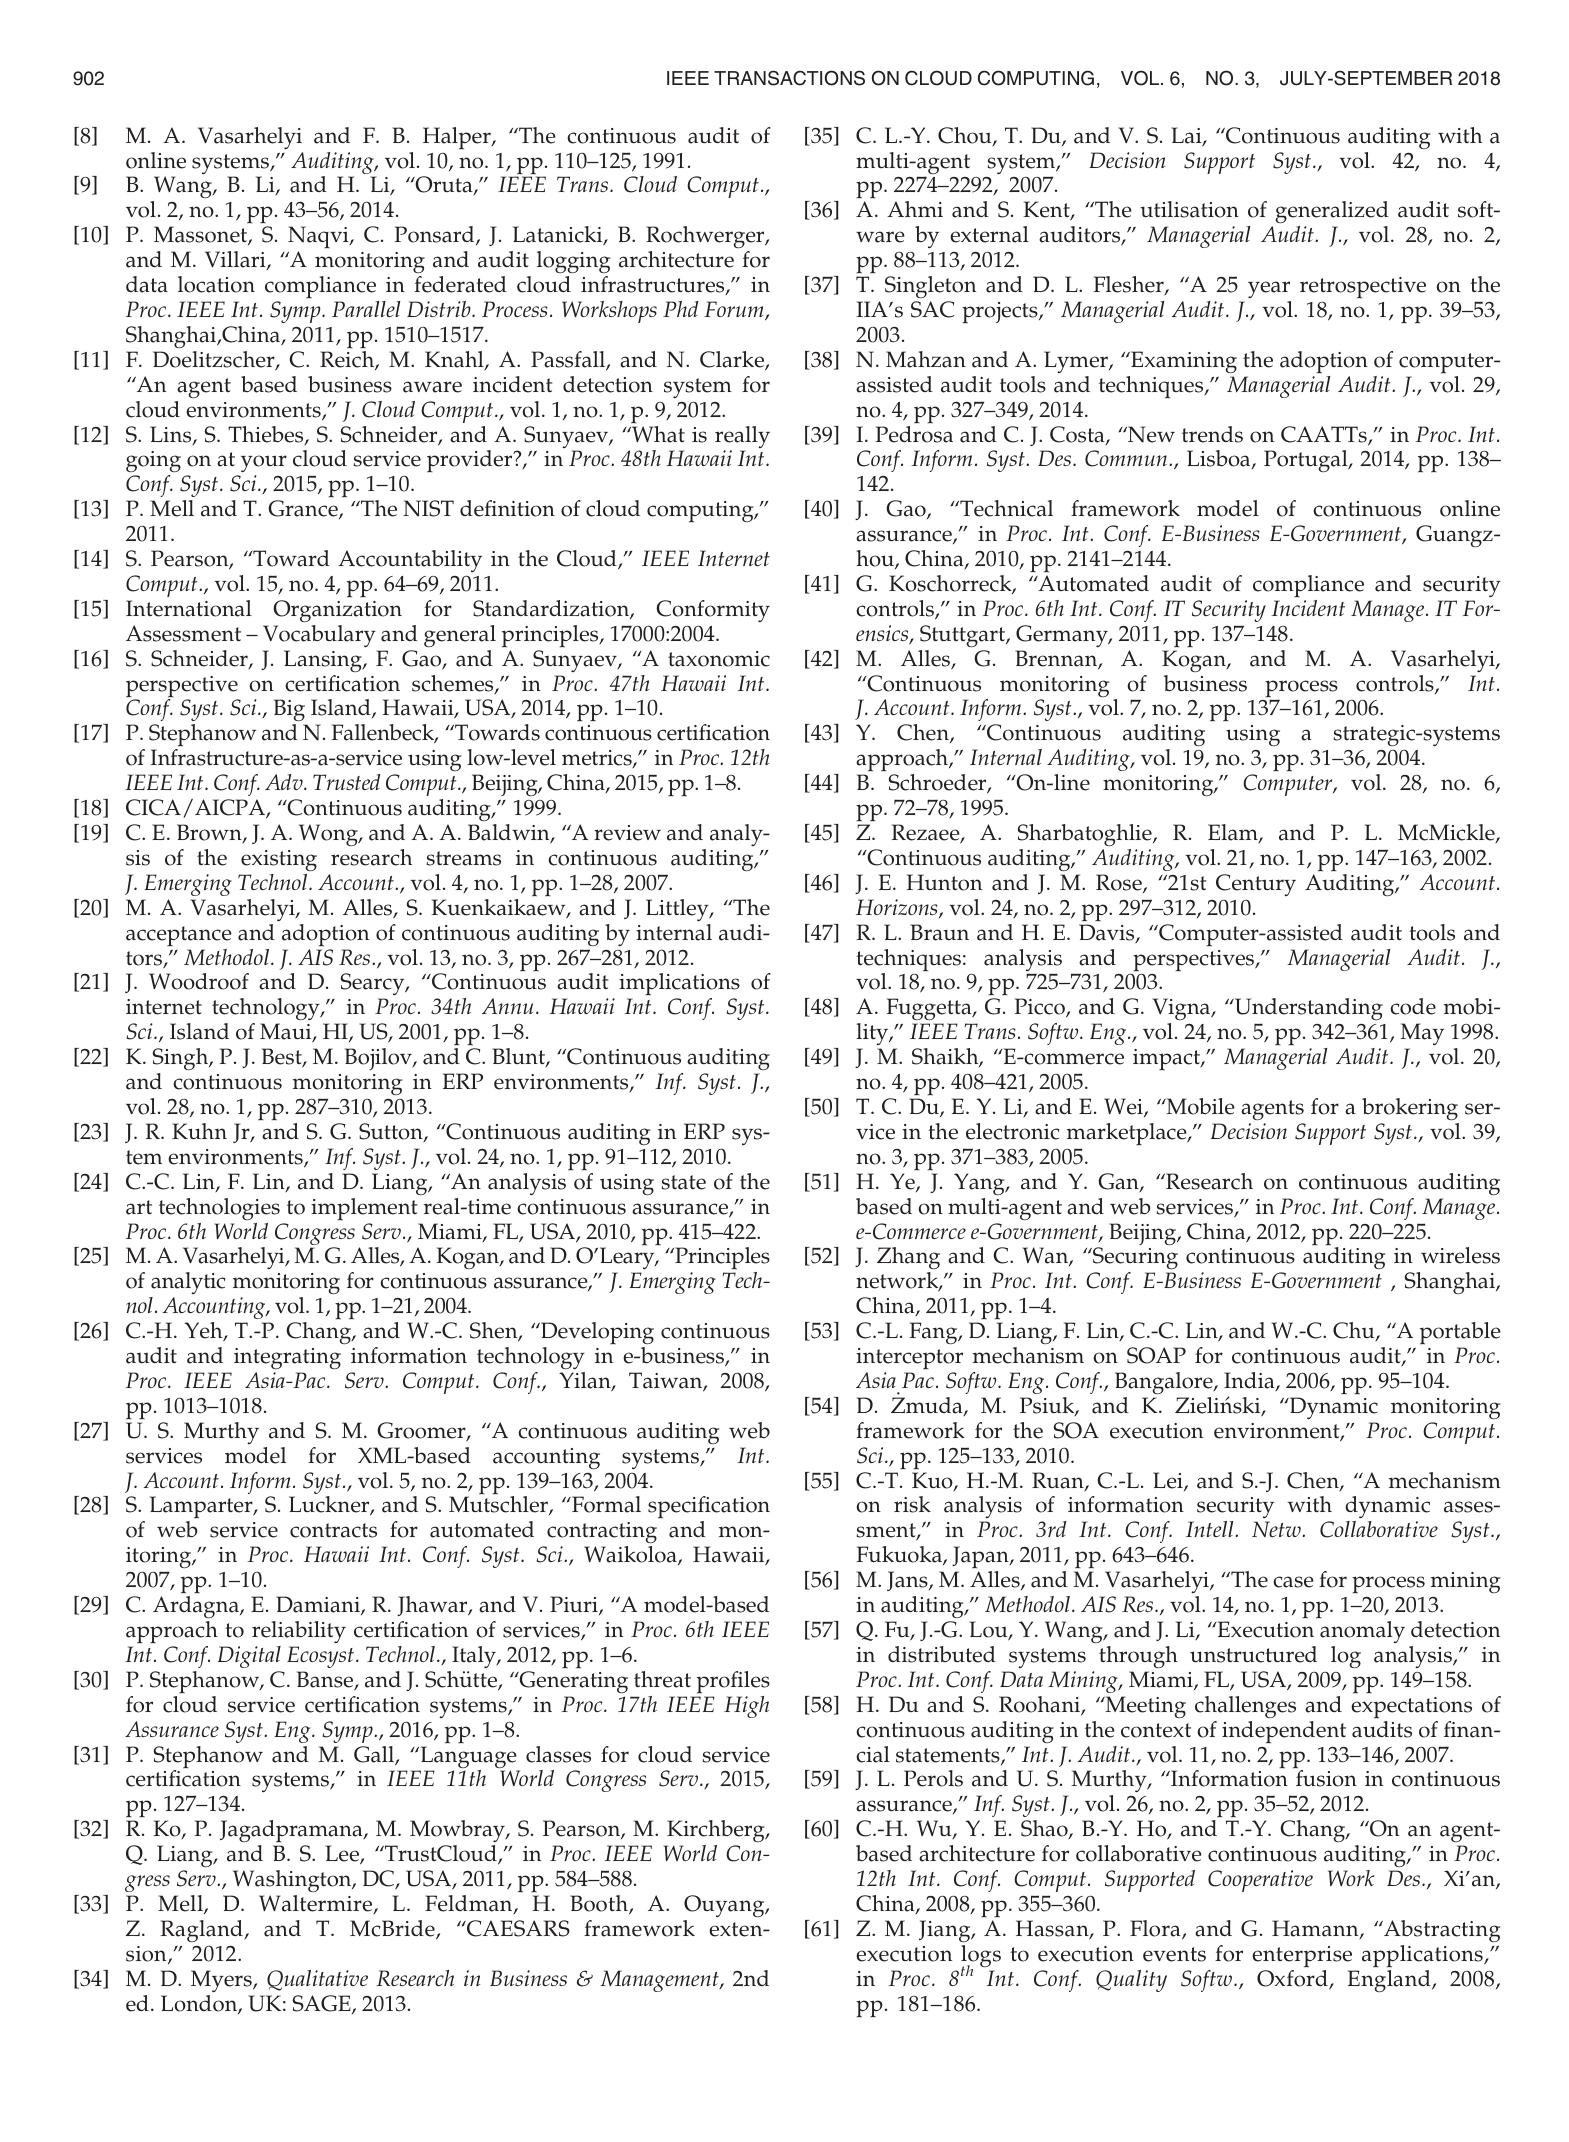 902
IEEE TRANSACTIONS ON CLOUD COMPUTING, VOL. 6, NO. 3, JULY-SEPTEMBER 2018
[8] M. A. Vasarhelyi and F. B. Halper, “The continuous audit of
online systems,” Auditing, vol. 10, no. 1, pp. 110–125, 1991.
[9] B. Wang, B. Li, and H. Li, “Oruta,” IEEE Trans. Cloud Comput.,
vol. 2, no. 1, pp. 43–56, 2014.
[10] P. Massonet, S. Naqvi, C. Ponsard, J. Latanicki, B. Rochwerger,
and M. Villari, “A monitoring and audit logging architecture for
data location compliance in federated cloud infrastructures,” in
Proc. IEEE Int. Symp. Parallel Distrib. Process. Workshops Phd Forum,
Shanghai,China, 2011, pp. 1510–1517.
[11] F. Doelitzscher, C. Reich, M. Knahl, A. Passfall, and N. Clarke,
“An agent based business aware incident detection system for
cloud environments,” J. Cloud Comput., vol. 1, no. 1, p. 9, 2012.
[12] S. Lins, S. Thiebes, S. Schneider, and A. Sunyaev, “What is really
going on at your cloud service provider?,” in Proc. 48th Hawaii Int.
Conf. Syst. Sci., 2015, pp. 1–10.
[13] P. Mell and T. Grance, “The NIST definition of cloud computing,”
2011.
[14] S. Pearson, “Toward Accountability in the Cloud,” IEEE Internet
Comput., vol. 15, no. 4, pp. 64–69, 2011.
[15] International Organization for Standardization, Conformity
Assessment – Vocabulary and general principles, 17000:2004.
[16] S. Schneider, J. Lansing, F. Gao, and A. Sunyaev, “A taxonomic
perspective on certification schemes,” in Proc. 47th Hawaii Int.
Conf. Syst. Sci., Big Island, Hawaii, USA, 2014, pp. 1–10.
[17] P. Stephanow and N. Fallenbeck, “Towards continuous certification
of Infrastructure-as-a-service using low-level metrics,” in Proc. 12th
IEEE Int. Conf. Adv. Trusted Comput., Beijing, China, 2015, pp. 1–8.
[18] CICA/AICPA, “Continuous auditing,” 1999.
[19] C. E. Brown, J. A. Wong, and A. A. Baldwin, “A review and analy-
sis of the existing research streams in continuous auditing,”
J. Emerging Technol. Account., vol. 4, no. 1, pp. 1–28, 2007.
[20] M. A. Vasarhelyi, M. Alles, S. Kuenkaikaew, and J. Littley, “The
acceptance and adoption of continuous auditing by internal audi-
tors,” Methodol. J. AIS Res., vol. 13, no. 3, pp. 267–281, 2012.
[21] J. Woodroof and D. Searcy, “Continuous audit implications of
internet technology,” in Proc. 34th Annu. Hawaii Int. Conf. Syst.
Sci., Island of Maui, HI, US, 2001, pp. 1–8.
[22] K. Singh, P. J. Best, M. Bojilov, and C. Blunt, “Continuous auditing
and continuous monitoring in ERP environments,” Inf. Syst. J.,
vol. 28, no. 1, pp. 287–310, 2013.
[23] J. R. Kuhn Jr, and S. G. Sutton, “Continuous auditing in ERP sys-
tem environments,” Inf. Syst. J., vol. 24, no. 1, pp. 91–112, 2010.
[24] C.-C. Lin, F. Lin, and D. Liang, “An analysis of using state of the
art technologies to implement real-time continuous assurance,” in
Proc. 6th World Congress Serv., Miami, FL, USA, 2010, pp. 415–422.
[25] M. A. Vasarhelyi, M. G. Alles, A. Kogan, and D. O’Leary, “Principles
of analytic monitoring for continuous assurance,” J. Emerging Tech-
nol. Accounting, vol. 1, pp. 1–21, 2004.
[26] C.-H. Yeh, T.-P. Chang, and W.-C. Shen, “Developing continuous
audit and integrating information technology in e-business,” in
Proc. IEEE Asia-Pac. Serv. Comput. Conf., Yilan, Taiwan, 2008,
pp. 1013–1018.
[27] U. S. Murthy and S. M. Groomer, “A continuous auditing web
services model for XML-based accounting systems,” Int.
J. Account. Inform. Syst., vol. 5, no. 2, pp. 139–163, 2004.
[28] S. Lamparter, S. Luckner, and S. Mutschler, “Formal specification
of web service contracts for automated contracting and mon-
itoring,” in Proc. Hawaii Int. Conf. Syst. Sci., Waikoloa, Hawaii,
2007, pp. 1–10.
[29] C. Ardagna, E. Damiani, R. Jhawar, and V. Piuri, “A model-based
approach to reliability certification of services,” in Proc. 6th IEEE
Int. Conf. Digital Ecosyst. Technol., Italy, 2012, pp. 1–6.
[30] P. Stephanow, C. Banse, and J. Schütte, “Generating threat profiles
for cloud service certification systems,” in Proc. 17th IEEE High
Assurance Syst. Eng. Symp., 2016, pp. 1–8.
[31] P. Stephanow and M. Gall, “Language classes for cloud service
certification systems,” in IEEE 11th World Congress Serv., 2015,
pp. 127–134.
[32] R. Ko, P. Jagadpramana, M. Mowbray, S. Pearson, M. Kirchberg,
Q. Liang, and B. S. Lee, “TrustCloud,” in Proc. IEEE World Con-
gress Serv., Washington, DC, USA, 2011, pp. 584–588.
[33] P. Mell, D. Waltermire, L. Feldman, H. Booth, A. Ouyang,
Z. Ragland, and T. McBride, “CAESARS framework exten-
sion,” 2012.
[34] M. D. Myers, Qualitative Research in Business & Management, 2nd
ed. London, UK: SAGE, 2013.
[35] C. L.-Y. Chou, T. Du, and V. S. Lai, “Continuous auditing with a
multi-agent system,” Decision Support Syst., vol. 42, no. 4,
pp. 2274–2292, 2007.
[36] A. Ahmi and S. Kent, “The utilisation of generalized audit soft-
ware by external auditors,” Managerial Audit. J., vol. 28, no. 2,
pp. 88–113, 2012.
[37] T. Singleton and D. L. Flesher, “A 25 year retrospective on the
IIA’s SAC projects,” Managerial Audit. J., vol. 18, no. 1, pp. 39–53,
2003.
[38] N. Mahzan and A. Lymer, “Examining the adoption of computer-
assisted audit tools and techniques,” Managerial Audit. J., vol. 29,
no. 4, pp. 327–349, 2014.
[39] I. Pedrosa and C. J. Costa, “New trends on CAATTs,” in Proc. Int.
Conf. Inform. Syst. Des. Commun., Lisboa, Portugal, 2014, pp. 138–
142.
[40] J. Gao, “Technical framework model of continuous online
assurance,” in Proc. Int. Conf. E-Business E-Government, Guangz-
hou, China, 2010, pp. 2141–2144.
[41] G. Koschorreck, “Automated audit of compliance and security
controls,” in Proc. 6th Int. Conf. IT Security Incident Manage. IT For-
ensics, Stuttgart, Germany, 2011, pp. 137–148.
[42] M. Alles, G. Brennan, A. Kogan, and M. A. Vasarhelyi,
“Continuous monitoring of business process controls,” Int.
J. Account. Inform. Syst., vol. 7, no. 2, pp. 137–161, 2006.
[43] Y. Chen, “Continuous auditing using a strategic-systems
approach,” Internal Auditing, vol. 19, no. 3, pp. 31–36, 2004.
[44] B. Schroeder, “On-line monitoring,” Computer, vol. 28, no. 6,
pp. 72–78, 1995.
[45] Z. Rezaee, A. Sharbatoghlie, R. Elam, and P. L. McMickle,
“Continuous auditing,” Auditing, vol. 21, no. 1, pp. 147–163, 2002.
[46] J. E. Hunton and J. M. Rose, “21st Century Auditing,” Account.
Horizons, vol. 24, no. 2, pp. 297–312, 2010.
[47] R. L. Braun and H. E. Davis, “Computer-assisted audit tools and
techniques: analysis and perspectives,” Managerial Audit. J.,
vol. 18, no. 9, pp. 725–731, 2003.
[48] A. Fuggetta, G. Picco, and G. Vigna, “Understanding code mobi-
lity,” IEEE Trans. Softw. Eng., vol. 24, no. 5, pp. 342–361, May 1998.
[49] J. M. Shaikh, “E-commerce impact,” Managerial Audit. J., vol. 20,
no. 4, pp. 408–421, 2005.
[50] T. C. Du, E. Y. Li, and E. Wei, “Mobile agents for a brokering ser-
vice in the electronic marketplace,” Decision Support Syst., vol. 39,
no. 3, pp. 371–383, 2005.
[51] H. Ye, J. Yang, and Y. Gan, “Research on continuous auditing
based on multi-agent and web services,” in Proc. Int. Conf. Manage.
e-Commerce e-Government, Beijing, China, 2012, pp. 220–225.
[52] J. Zhang and C. Wan, “Securing continuous auditing in wireless
network,” in Proc. Int. Conf. E-Business E-Government , Shanghai,
China, 2011, pp. 1–4.
[53] C.-L. Fang, D. Liang, F. Lin, C.-C. Lin, and W.-C. Chu, “A portable
interceptor mechanism on SOAP for continuous audit,” in Proc.
Asia Pac. Softw. Eng. Conf., Bangalore, India, 2006, pp. 95–104.
[54] D. Żmuda, M. Psiuk, and K. Zieliński, “Dynamic monitoring
framework for the SOA execution environment,” Proc. Comput.
Sci., pp. 125–133, 2010.
[55] C.-T. Kuo, H.-M. Ruan, C.-L. Lei, and S.-J. Chen, “A mechanism
on risk analysis of information security with dynamic asses-
sment,” in Proc. 3rd Int. Conf. Intell. Netw. Collaborative Syst.,
Fukuoka, Japan, 2011, pp. 643–646.
[56] M. Jans, M. Alles, and M. Vasarhelyi, “The case for process mining
in auditing,” Methodol. AIS Res., vol. 14, no. 1, pp. 1–20, 2013.
[57] Q. Fu, J.-G. Lou, Y. Wang, and J. Li, “Execution anomaly detection
in distributed systems through unstructured log analysis,” in
Proc. Int. Conf. Data Mining, Miami, FL, USA, 2009, pp. 149–158.
[58] H. Du and S. Roohani, “Meeting challenges and expectations of
continuous auditing in the context of independent audits of finan-
cial statements,” Int. J. Audit., vol. 11, no. 2, pp. 133–146, 2007.
[59] J. L. Perols and U. S. Murthy, “Information fusion in continuous
assurance,” Inf. Syst. J., vol. 26, no. 2, pp. 35–52, 2012.
[60] C.-H. Wu, Y. E. Shao, B.-Y. Ho, and T.-Y. Chang, “On an agent-
based architecture for collaborative continuous auditing,” in Proc.
12th Int. Conf. Comput. Supported Cooperative Work Des., Xi’an,
China, 2008, pp. 355–360.
[61] Z. M. Jiang, A. Hassan, P. Flora, and G. Hamann, “Abstracting
execution logs to execution events for enterprise applications,”
in Proc. 8th Int. Conf. Quality Softw., Oxford, England, 2008,
pp. 181–186.